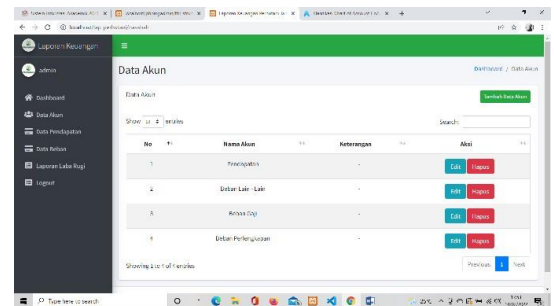 Laporan Keuangan
admin
Dashboard
Data Akun
Data Pendapatan
Data Beban
Laporan Laba Rugi
Logout
Data Akun
Dashboard / Data Akun
Data Akun
Tambah Data Akun
Show entries
Search:
No Nama Akun Keterangan Aksi
1 Pendapatan - Edit Hapus
2 Beban Lain - Lain - Edit Hapus
3 Beban Gaji - Edit Hapus
4 Beban Perlengkapan - Edit Hapus
Showing 1 to 4 of 4 entries
Previous 1 Next
Type here to search